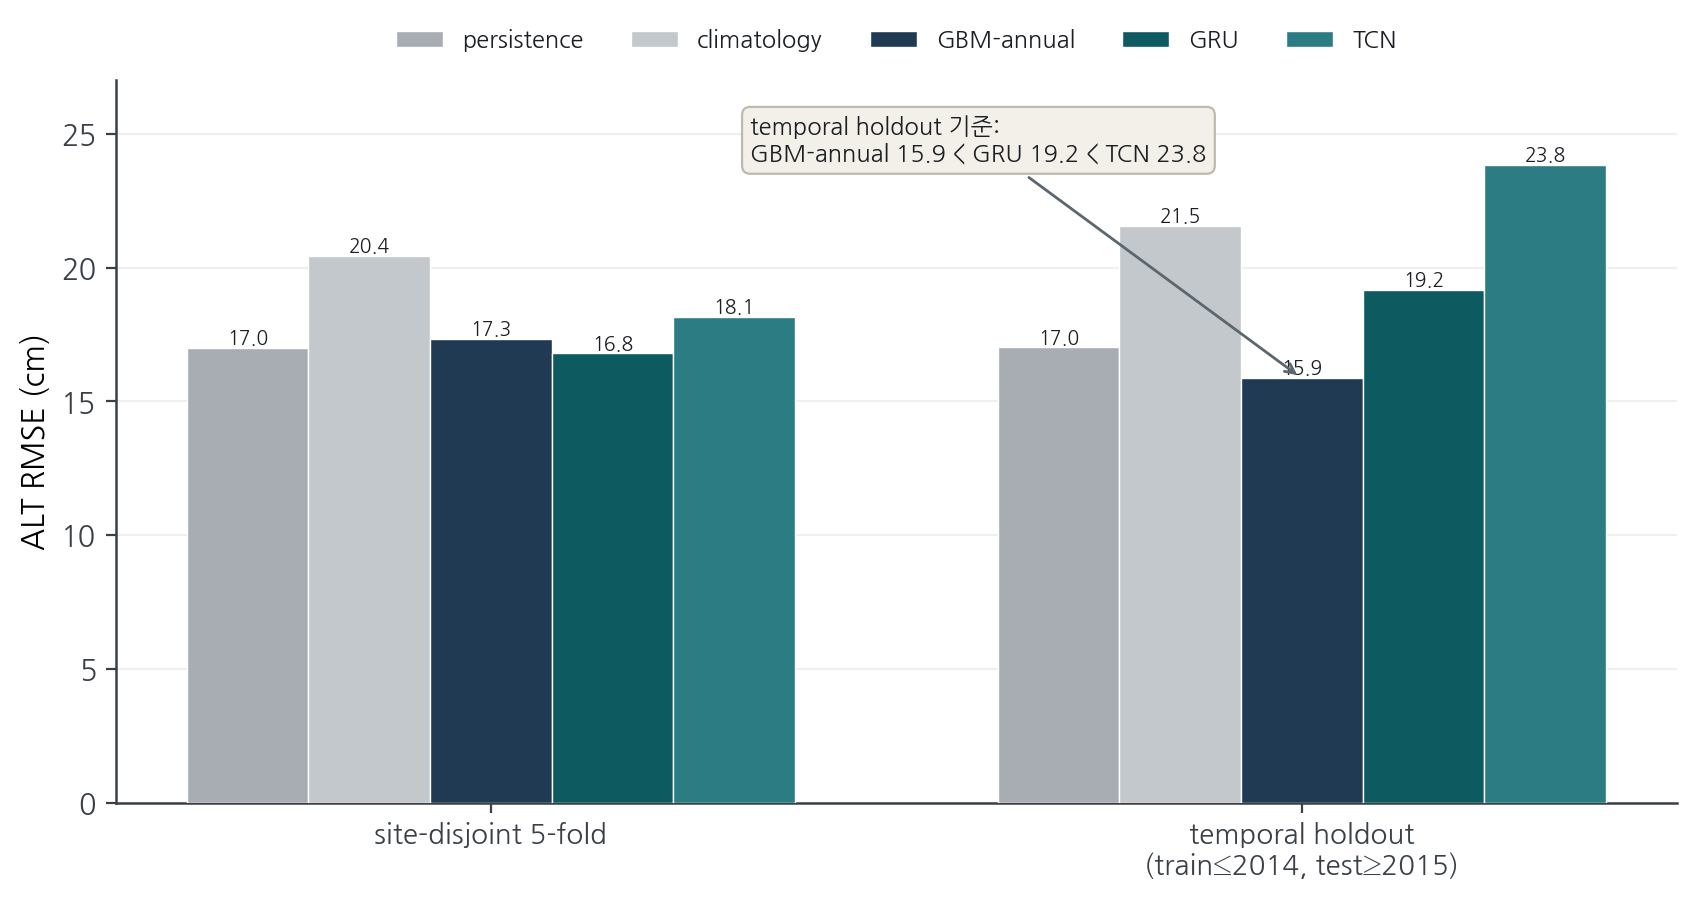 persistence climatology GBM-annual GRU TCN
temporal holdout 기준:
GBM-annual 15.9 < GRU 19.2 < TCN 23.8
ALT RMSE (cm)
25
20
15
10
5
0
17.0
20.4
17.3
16.8
18.1
17.0
21.5
15.9
19.2
23.8
site-disjoint 5-fold
temporal holdout
(train≤2014, test≥2015)